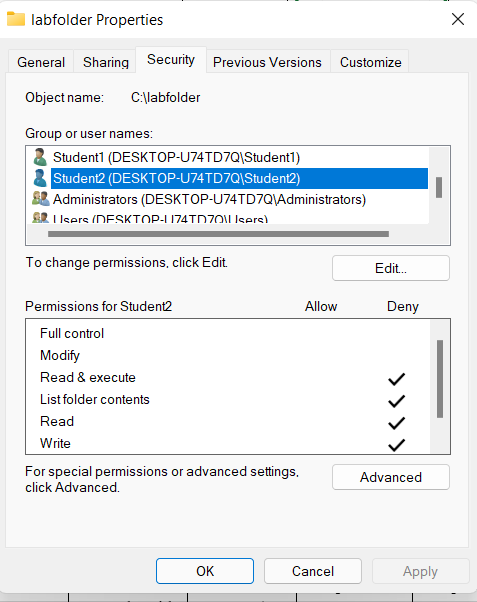 labfolder Properties
General Sharing Security Previous Versions Customize
Object name: C:\labfolder
Group or user names:
Student1 (DESKTOP-U74TD7Q\Student1)
Student2 (DESKTOP-U74TD7Q\Student2)
Administrators (DESKTOP-U74TD7Q\Administrators)
Users (DESKTOP-U74TD7Q\Users)
To change permissions, click Edit.
Edit...
Permissions for Student2 Allow Deny
Full control
Modify
Read & execute
List folder contents
Read
Write
For special permissions or advanced settings,
click Advanced.
Advanced
OK Cancel Apply